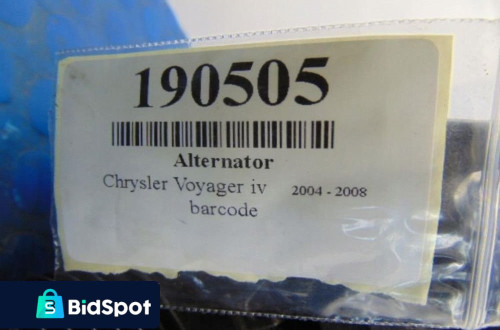 190505
Alternator
Chrysler Voyager iv 2004 - 2008
barcode
BidSpot